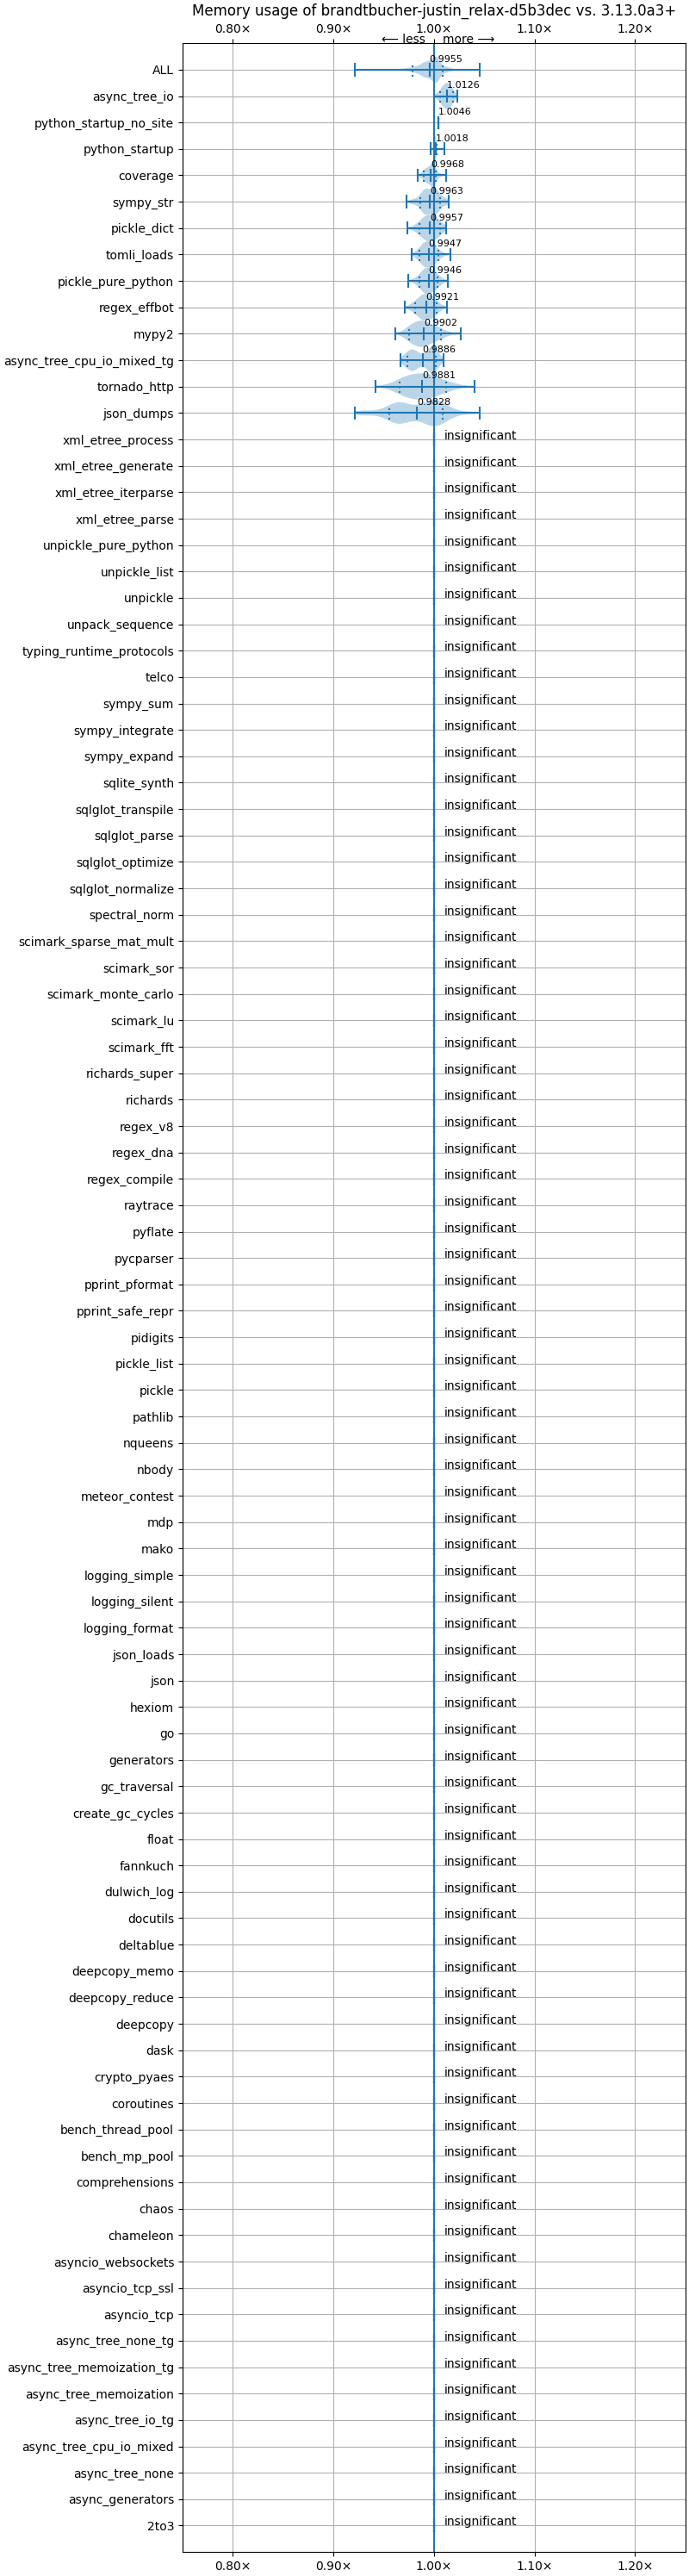 Memory usage of brandtbucher-justin_relax-d5b3dec vs. 3.13.0a3+
0.80× 0.90× 1.00× 1.10× 1.20×
⟵ less more ⟶
ALL 0.9955
async_tree_io 1.0126
python_startup_no_site 1.0046
python_startup 1.0018
coverage 0.9968
sympy_str 0.9963
pickle_dict 0.9957
tomli_loads 0.9947
pickle_pure_python 0.9946
regex_effbot 0.9921
mypy2 0.9902
async_tree_cpu_io_mixed_tg 0.9886
tornado_http 0.9881
json_dumps 0.9828
xml_etree_process insignificant
xml_etree_generate insignificant
xml_etree_iterparse insignificant
xml_etree_parse insignificant
unpickle_pure_python insignificant
unpickle_list insignificant
unpickle insignificant
unpack_sequence insignificant
typing_runtime_protocols insignificant
telco insignificant
sympy_sum insignificant
sympy_integrate insignificant
sympy_expand insignificant
sqlite_synth insignificant
sqlglot_transpile insignificant
sqlglot_parse insignificant
sqlglot_optimize insignificant
sqlglot_normalize insignificant
spectral_norm insignificant
scimark_sparse_mat_mult insignificant
scimark_sor insignificant
scimark_monte_carlo insignificant
scimark_lu insignificant
scimark_fft insignificant
richards_super insignificant
richards insignificant
regex_v8 insignificant
regex_dna insignificant
regex_compile insignificant
raytrace insignificant
pyflate insignificant
pycparser insignificant
pprint_pformat insignificant
pprint_safe_repr insignificant
pidigits insignificant
pickle_list insignificant
pickle insignificant
pathlib insignificant
nqueens insignificant
nbody insignificant
meteor_contest insignificant
mdp insignificant
mako insignificant
logging_simple insignificant
logging_silent insignificant
logging_format insignificant
json_loads insignificant
json insignificant
hexiom insignificant
go insignificant
generators insignificant
gc_traversal insignificant
create_gc_cycles insignificant
float insignificant
fannkuch insignificant
dulwich_log insignificant
docutils insignificant
deltablue insignificant
deepcopy_memo insignificant
deepcopy_reduce insignificant
deepcopy insignificant
dask insignificant
crypto_pyaes insignificant
coroutines insignificant
bench_thread_pool insignificant
bench_mp_pool insignificant
comprehensions insignificant
chaos insignificant
chameleon insignificant
asyncio_websockets insignificant
asyncio_tcp_ssl insignificant
asyncio_tcp insignificant
async_tree_none_tg insignificant
async_tree_memoization_tg insignificant
async_tree_memoization insignificant
async_tree_io_tg insignificant
async_tree_cpu_io_mixed insignificant
async_tree_none insignificant
async_generators insignificant
2to3 insignificant
0.80× 0.90× 1.00× 1.10× 1.20×